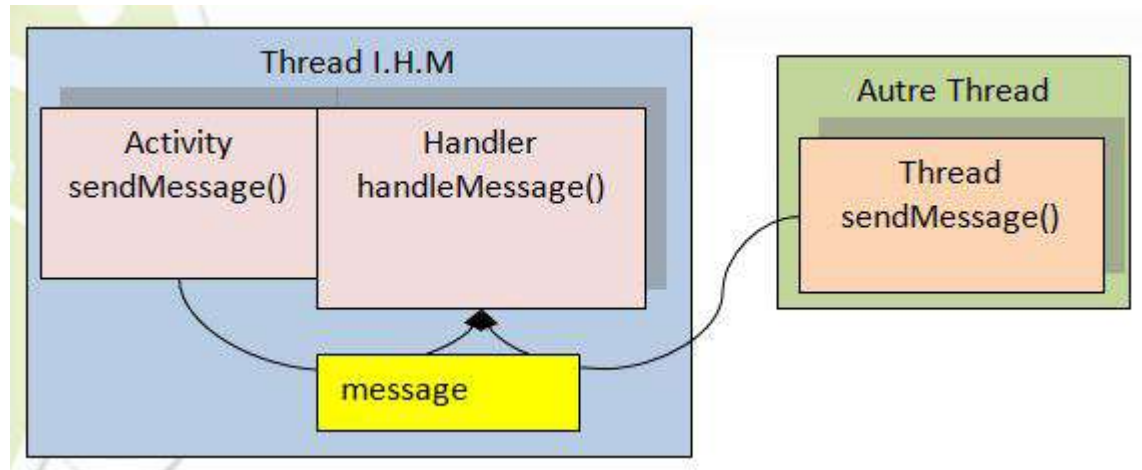 Thread I.H.M
Activity
sendMessage()
Handler
handleMessage()
message
Autre Thread
Thread
sendMessage()